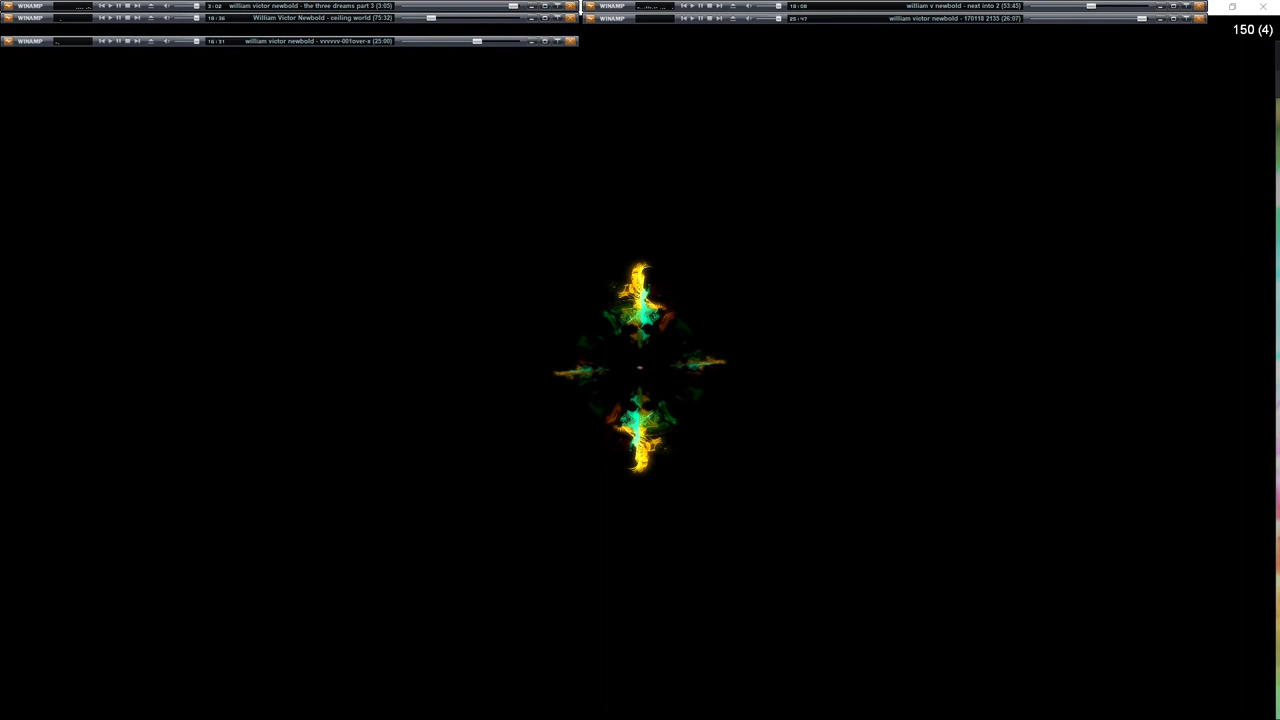 WINAMP 3:02 william victor newbold - the three dreams part 3 (3:05)
WINAMP 18:08 william v newbold - next into 2 (53:45)
WINAMP 18:36 William Victor Newbold - ceiling world (75:32)
WINAMP 25:47 william victor newbold - 170118 2133 (26:07)
150 (4)
WINAMP 16:31 william victor newbold - vvvvvv-001over-x (25:00)